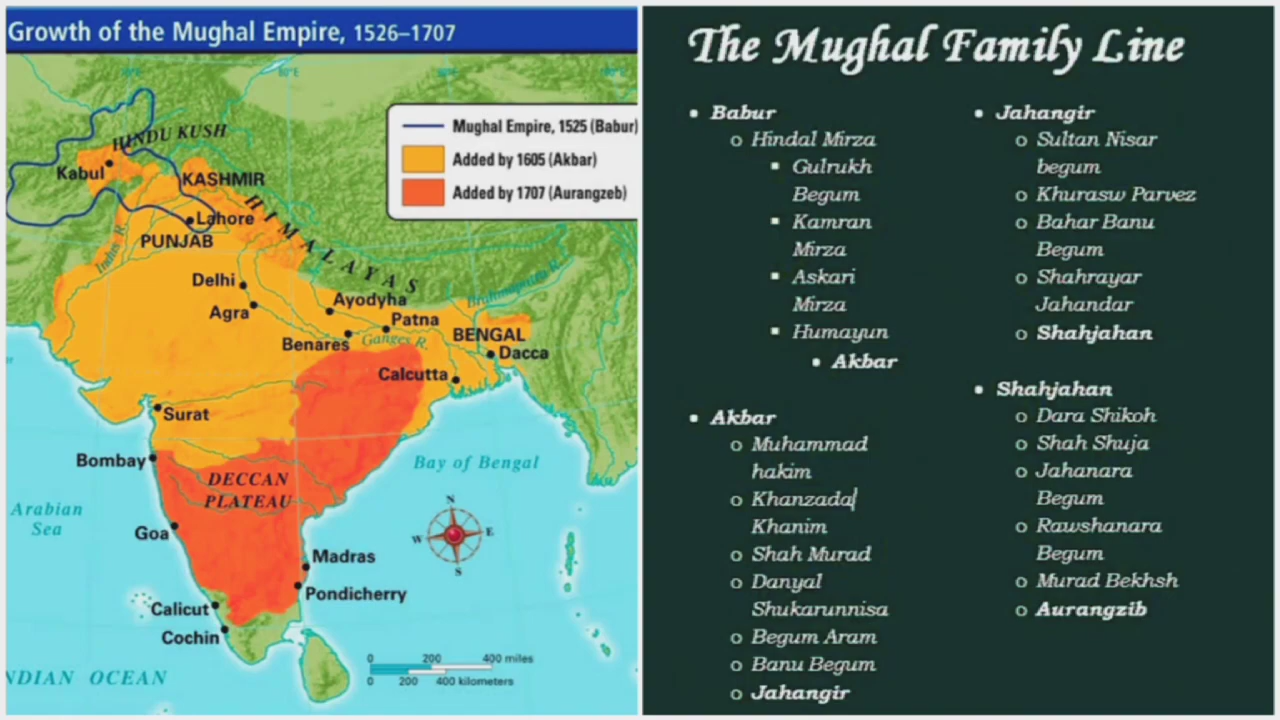 Growth of the Mughal Empire, 1526–1707
80°E
Mughal Empire, 1525 (Babur)
Added by 1605 (Akbar)
Added by 1707 (Aurangzeb)
HINDU KUSH
Kabul
KASHMIR
HIMALAYAS
Lahore
PUNJAB
Indus R.
Delhi
Agra
Ayodyha
Brahmaputra R.
Patna
Benares
Ganges R.
BENGAL
Dacca
Calcutta
Surat
Bombay
DECCAN
PLATEAU
Bay of Bengal
Arabian
Sea
Goa
N
W E
S
Madras
Pondicherry
Calicut
Cochin
NDIAN OCEAN
0 200 400 miles
0 200 400 kilometers
The Mughal Family Line
• Babur
o Hindal Mirza
▪ Gulrukh
Begum
▪ Kamran
Mirza
▪ Askari
Mirza
▪ Humayun
• Akbar
• Akbar
o Muhammad
hakim
o Khanzada
Khanim
o Shah Murad
o Danyal
Shukarunnisa
o Begum Aram
o Banu Begum
o Jahangir
• Jahangir
o Sultan Nisar
begum
o Khurasw Parvez
o Bahar Banu
Begum
o Shahrayar
Jahandar
o Shahjahan
• Shahjahan
o Dara Shikoh
o Shah Shuja
o Jahanara
Begum
o Rawshanara
Begum
o Murad Bekhsh
o Aurangzib